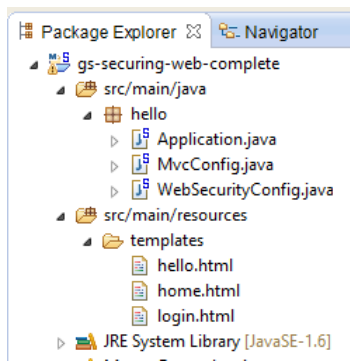 Package Explorer Navigator
gs-securing-web-complete
src/main/java
hello
Application.java
MvcConfig.java
WebSecurityConfig.java
src/main/resources
templates
hello.html
home.html
login.html
JRE System Library [JavaSE-1.6]